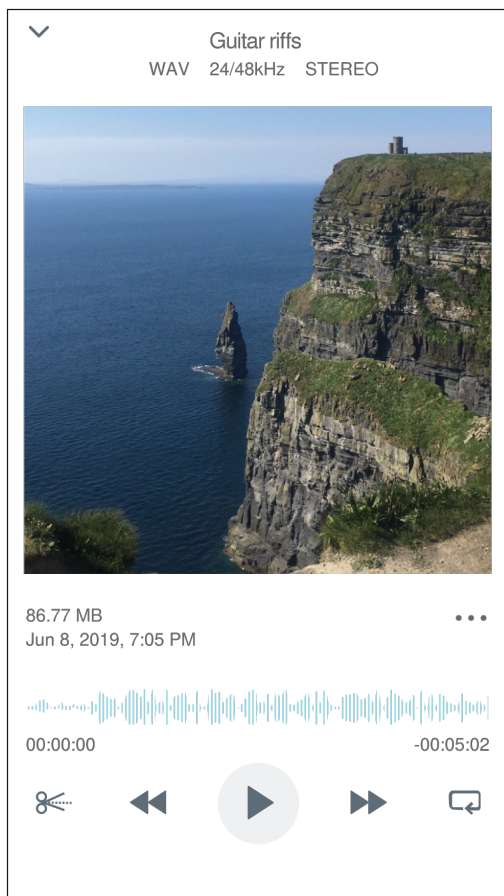 Guitar riffs
WAV 24/48kHz STEREO
86.77 MB
Jun 8, 2019, 7:05 PM
00:00:00
-00:05:02